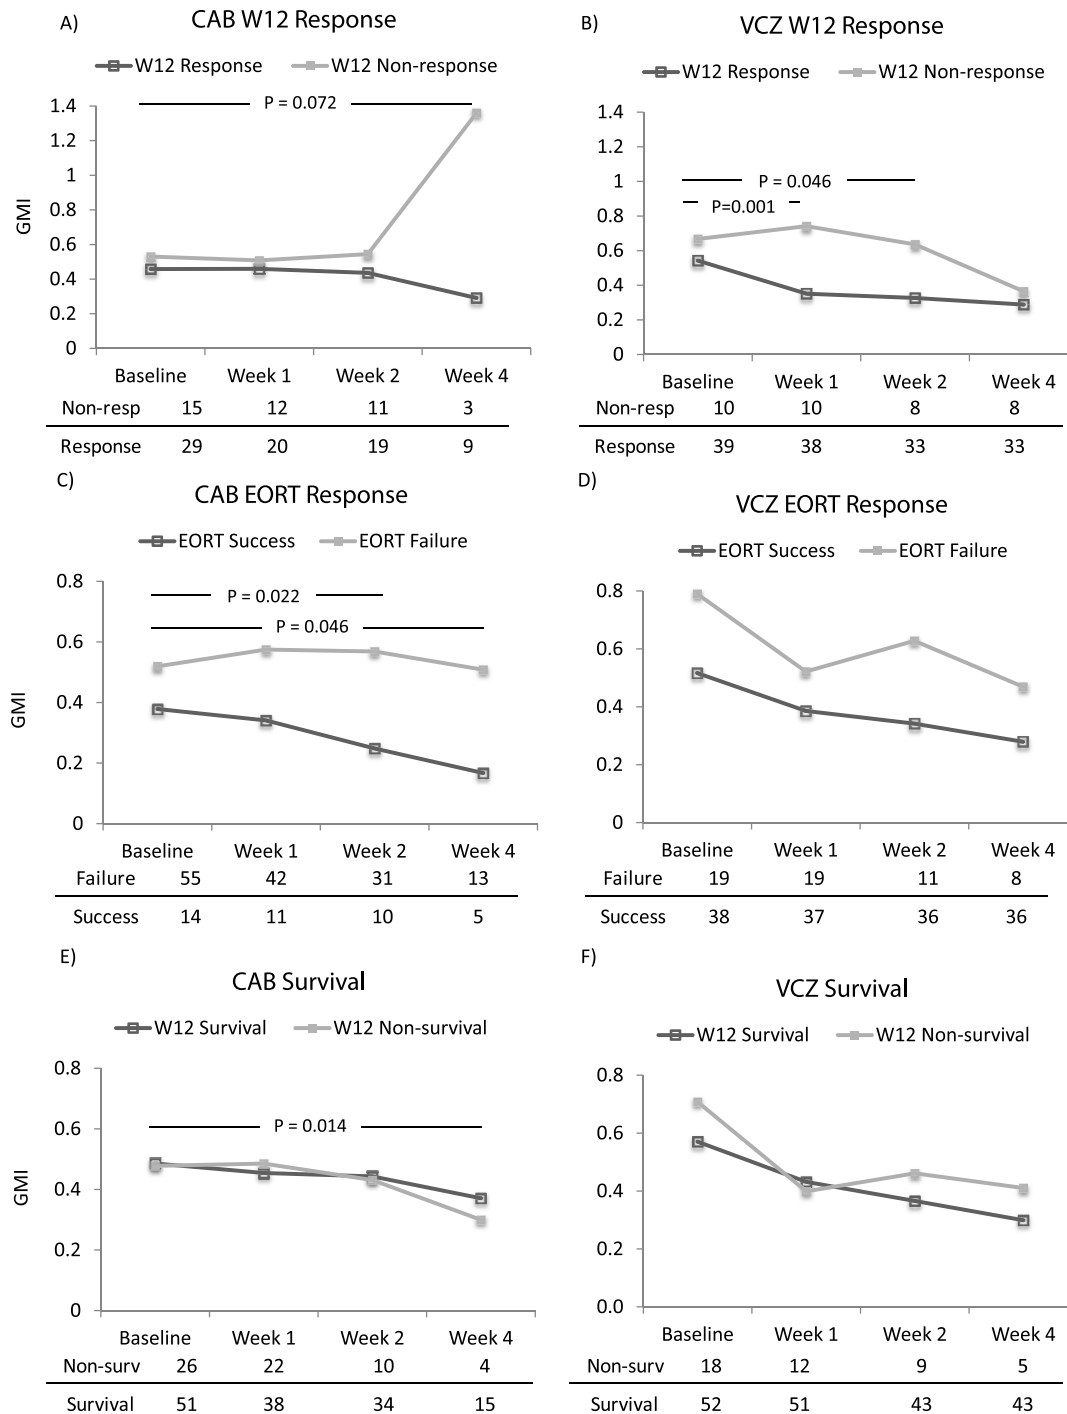 A)
CAB W12 Response
W12 Response W12 Non-response
P = 0.072
1.4
1.2
1
0.8
0.6
0.4
0.2
0
GMI
Baseline Week 1 Week 2 Week 4
Non-resp 15 12 11 3
Response 29 20 19 9
B)
VCZ W12 Response
W12 Response W12 Non-response
1.4
1.2
1
0.8
0.6
0.4
0.2
0
P = 0.046
P=0.001
Baseline Week 1 Week 2 Week 4
Non-resp 10 10 8 8
Response 39 38 33 33
C)
CAB EORT Response
EORT Success EORT Failure
0.8
0.6
0.4
0.2
0
GMI
P = 0.022
P = 0.046
Baseline Week 1 Week 2 Week 4
Failure 55 42 31 13
Success 14 11 10 5
D)
VCZ EORT Response
EORT Success EORT Failure
0.8
0.6
0.4
0.2
0
Baseline Week 1 Week 2 Week 4
Failure 19 19 11 8
Success 38 37 36 36
E)
CAB Survival
W12 Survival W12 Non-survival
0.8
0.6
0.4
0.2
0
GMI
P = 0.014
Baseline Week 1 Week 2 Week 4
Non-surv 26 22 10 4
Survival 51 38 34 15
F)
VCZ Survival
W12 Survival W12 Non-survival
0.8
0.6
0.4
0.2
0.0
Baseline Week 1 Week 2 Week 4
Non-surv 18 12 9 5
Survival 52 51 43 43